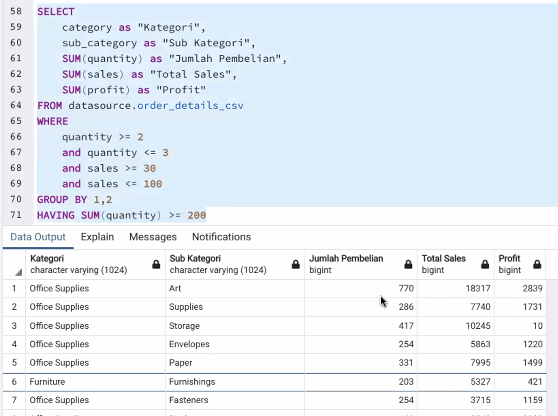 58 SELECT
59 category as "Kategori",
60 sub_category as "Sub Kategori",
61 SUM(quantity) as "Jumlah Pembelian",
62 SUM(sales) as "Total Sales",
63 SUM(profit) as "Profit"
64 FROM datasource.order_details_csv
65 WHERE
66 quantity >= 2
67 and quantity <= 3
68 and sales >= 30
69 and sales <= 100
70 GROUP BY 1,2
71 HAVING SUM(quantity) >= 200
Data Output Explain Messages Notifications
Kategori Sub Kategori Jumlah Pembelian Total Sales Profit
character varying (1024) character varying (1024) bigint bigint bigint
1 Office Supplies Art 770 18317 2839
2 Office Supplies Supplies 286 7740 1731
3 Office Supplies Storage 417 10245 10
4 Office Supplies Envelopes 254 5863 1220
5 Office Supplies Paper 331 7995 1499
6 Furniture Furnishings 203 5327 421
7 Office Supplies Fasteners 254 3715 1159